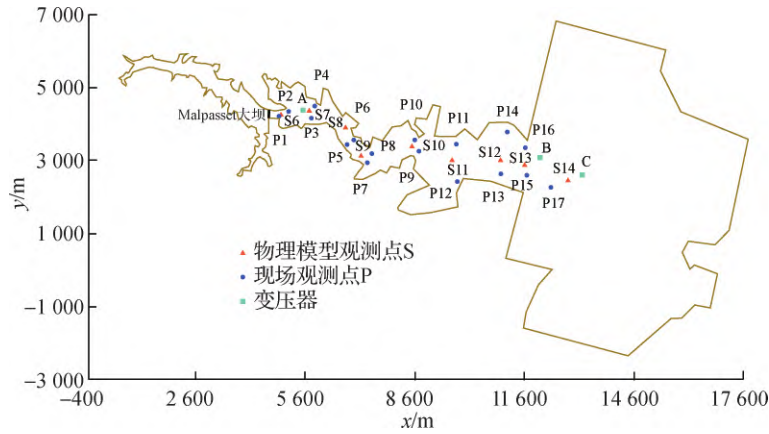 7 000
5 000
3 000
1 000
−1 000
−3 000
y/m
−400
2 600
5 600
8 600
11 600
14 600
17 600
x/m
Malpasset大坝
P1
P2
S6
A
P3
S7
P4
S8
P5
P6
S9
P7
P8
P9
P10
S10
P11
S11
P12
S12
P13
P14
S13
P15
P16
B
P17
S14
C
物理模型观测点S
现场观测点P
变压器